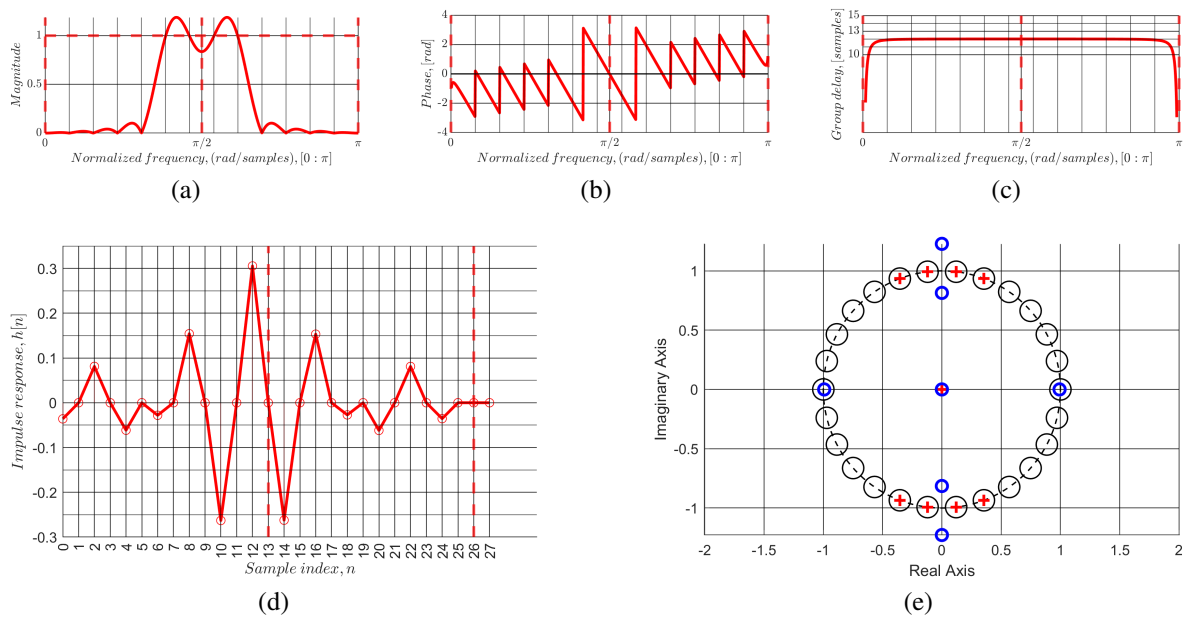 1
0.5
0
Magnitude
0
π/2
π
Normalized frequency, (rad/samples), [0 : π]
(a)
4
2
0
-2
-4
Phase, [rad]
0
π/2
π
Normalized frequency, (rad/samples), [0 : π]
(b)
15
13
11
10
Group delay, [samples]
0
π/2
π
Normalized frequency, (rad/samples), [0 : π]
(c)
0.3
0.2
0.1
0
-0.1
-0.2
-0.3
Impulse response, h[n]
0 1 2 3 4 5 6 7 8 9 10 11 12 13 14 15 16 17 18 19 20 21 22 23 24 25 26 27
Sample index, n
(d)
1
0.5
0
-0.5
-1
Imaginary Axis
-2 -1.5 -1 -0.5 0 0.5 1 1.5 2
Real Axis
(e)